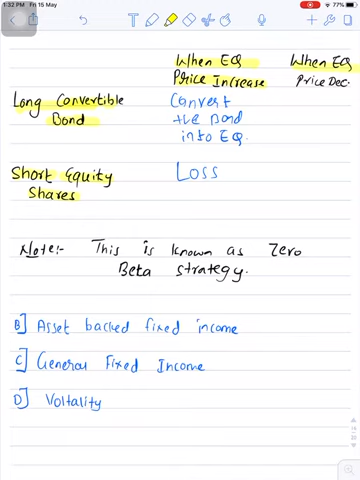 1:32 PM Fri 15 May
77%
When EQ Price Increase
When EQ Price Dec.
Long Convertible Bond
Convert
the Bond
into EQ.
Short Equity Shares
Loss
Note:- This is known as Zero
Beta strategy.
B] Asset backed fixed income
C] General Fixed Income
D] Voltality